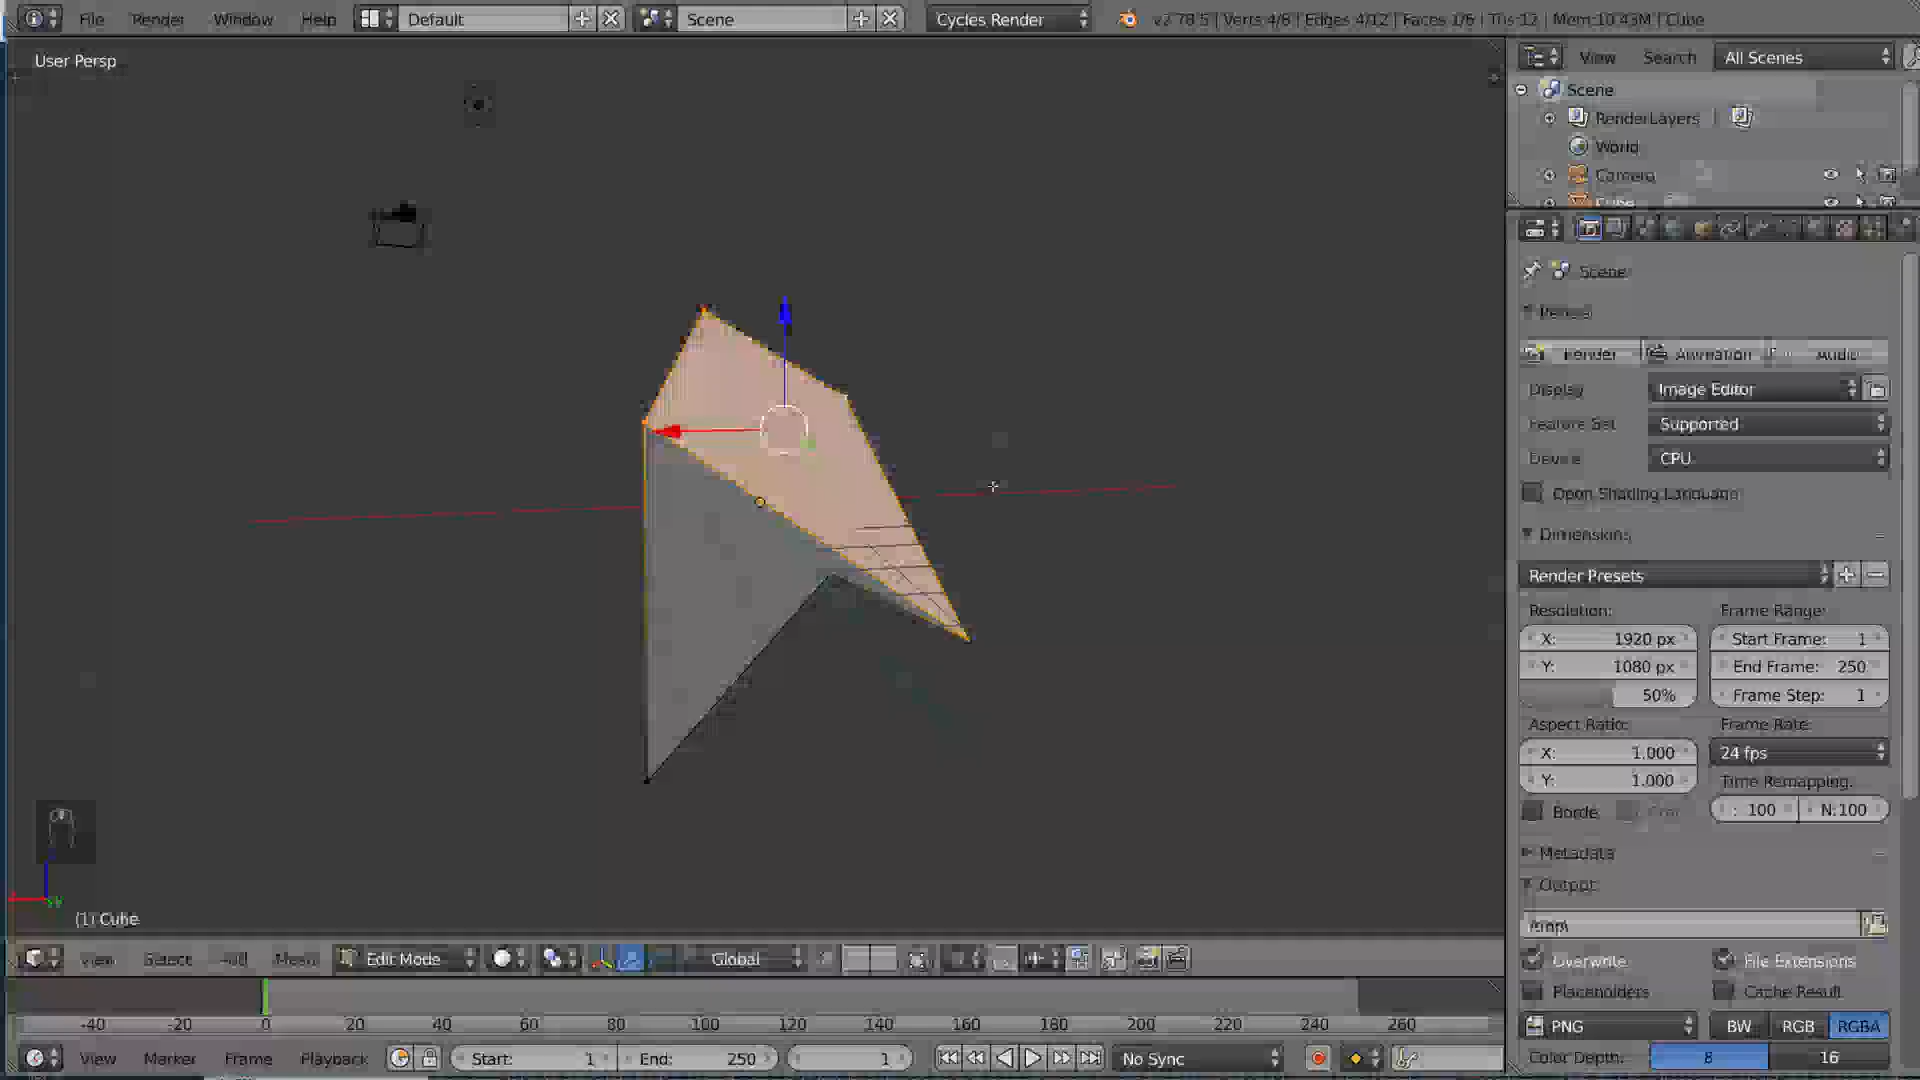 File Render Window Help Default Scene Cycles Render v2.78.5 | Verts:4/8 | Edges:4/12 | Faces:1/6 | Tris:12 | Mem:10.43M | Cube
User Persp
View Search All Scenes
Scene
RenderLayers
World
Camera
Cube
Scene
Render
Render Animation Audio
Display Image Editor
Feature Set Supported
Device CPU
Open Shading Language
Dimensions
Render Presets
Resolution: Frame Range:
X: 1920 px Start Frame: 1
Y: 1080 px End Frame: 250
50% Frame Step: 1
Aspect Ratio: Frame Rate:
X: 1.000 24 fps
Y: 1.000 Time Remapping:
Borde : 100 N:100
Metadata
Output
/tmp\
Overwrite File Extensions
Placeholders Cache Result
PNG BW RGB RGBA
Color Depth: 8 16
(1) Cube
View Select Add Mesh Edit Mode Global
-40 -20 0 20 40 60 80 100 120 140 160 180 200 220 240 260
View Marker Frame Playback Start: 1 End: 250 1 No Sync